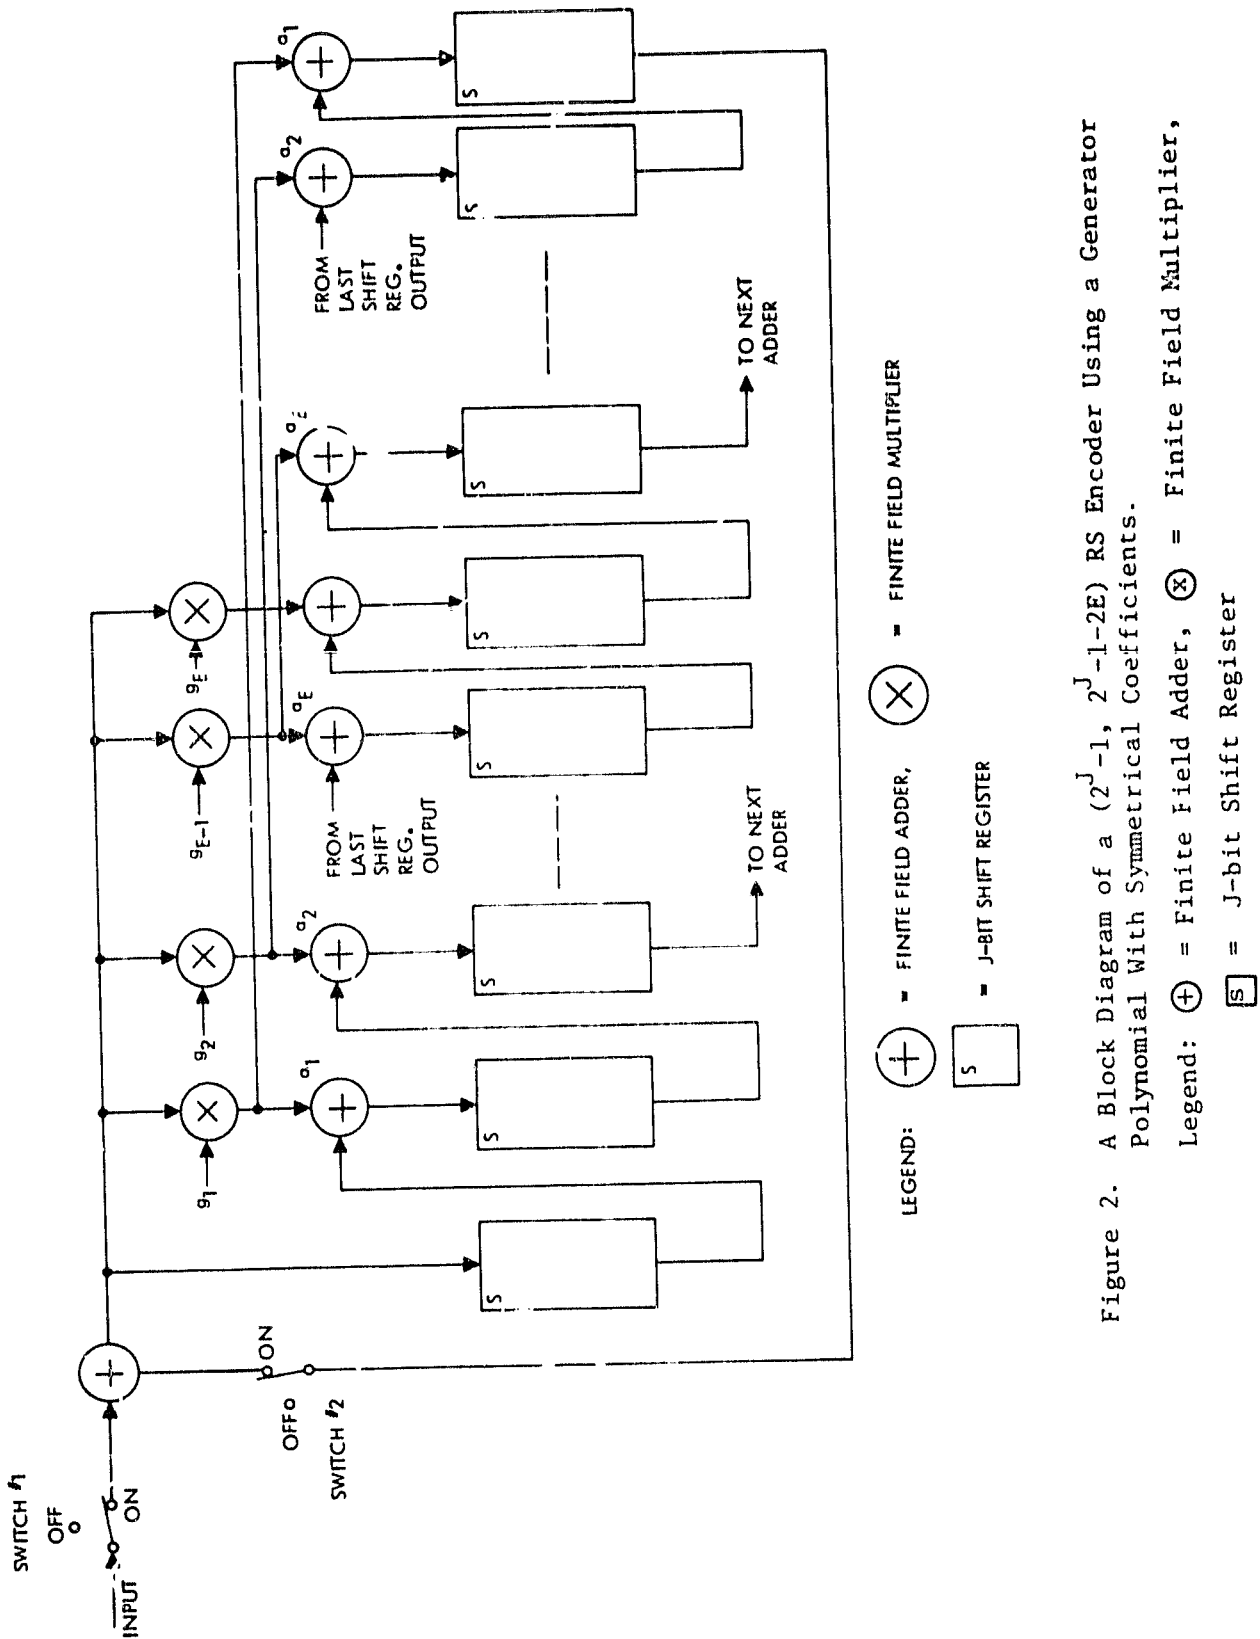 SWITCH #1
OFF
ON
INPUT
OFF
ON
SWITCH #2
g1
g2
gE-1
gE-1
S
S
S
S
S
S
S
S
a1
a2
aE
a2
a1
FROM
LAST
SHIFT
REG.
OUTPUT
TO NEXT
ADDER
FROM
LAST
SHIFT
REG.
OUTPUT
TO NEXT
ADDER
LEGEND:
+ = FINITE FIELD ADDER,
× = FINITE FIELD MULTIPLIER
S = J-BIT SHIFT REGISTER
Figure 2. A Block Diagram of a (2^J-1, 2^J-1-2E) RS Encoder Using a Generator
Polynomial With Symmetrical Coefficients.
Legend: + = Finite Field Adder, x = Finite Field Multiplier,
S = J-bit Shift Register